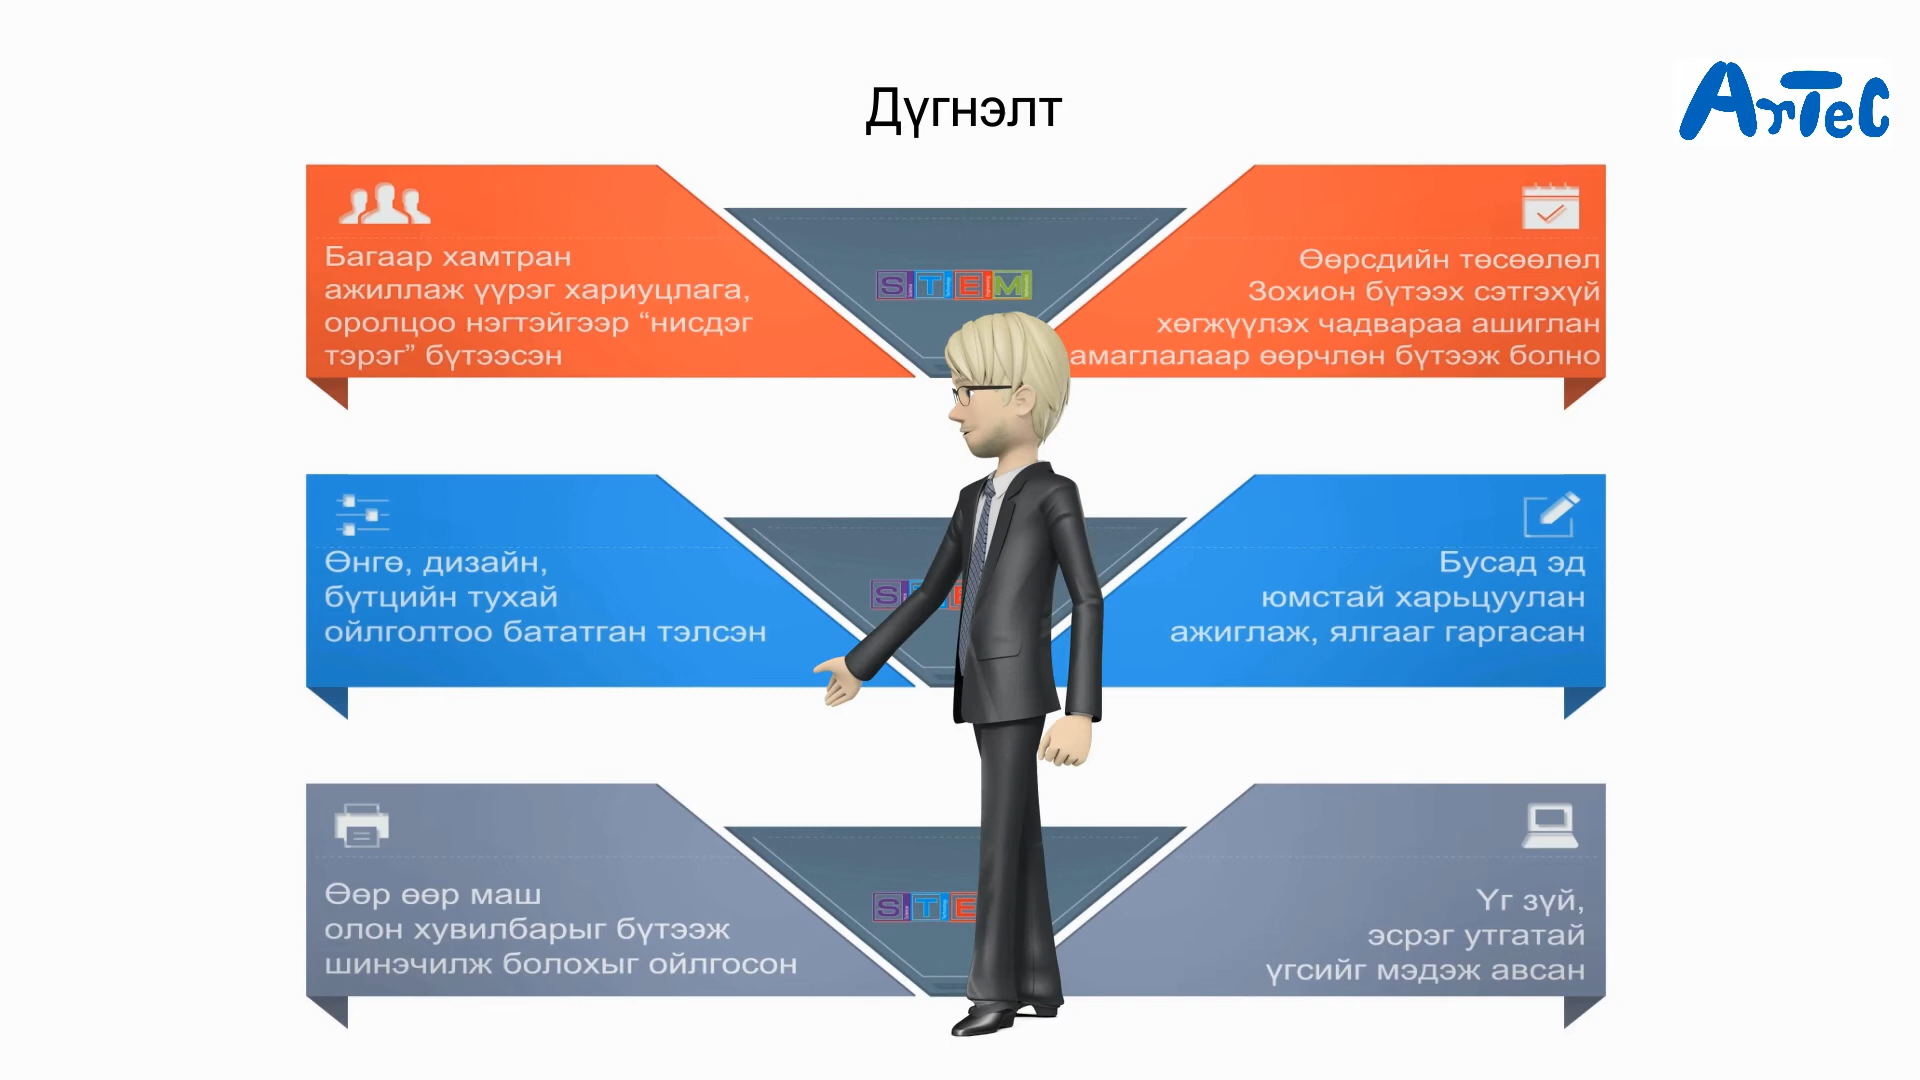 Дүгнэлт
ArTeC
Багаар хамтран
ажиллаж үүрэг хариуцлага,
оролцоо нэгтэйгээр “нисдэг
тэрэг” бүтээсэн
STEM
Өөрсдийн төсөөлөл
Зохион бүтээх сэтгэхүй
хөгжүүлэх чадвараа ашиглан
амаглалаар өөрчлөн бүтээж болно
Өнгө, дизайн,
бүтцийн тухай
ойлголтоо бататган тэлсэн
STE
Бусад эд
юмстай харьцуулан
ажиглаж, ялгааг гаргасан
Өөр өөр маш
олон хувилбарыг бүтээж
шинэчилж болохыг ойлгосон
STE
Үг зүй,
эсрэг утгатай
үгсийг мэдэж авсан